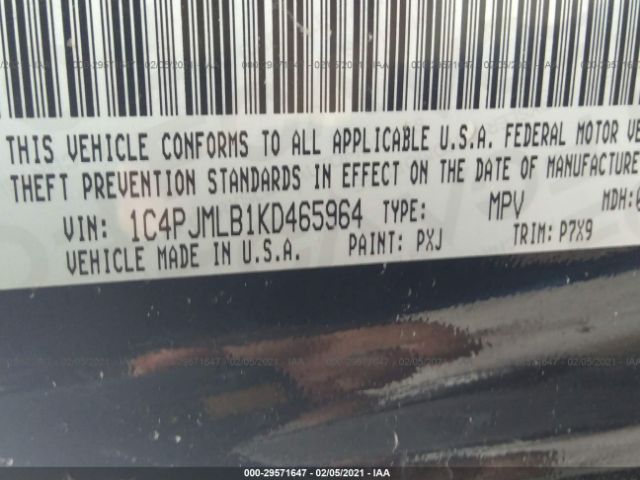 THIS VEHICLE CONFORMS TO ALL APPLICABLE U.S.A. FEDERAL MOTOR VE
THEFT PREVENTION STANDARDS IN EFFECT ON THE DATE OF MANUFACTURE
VIN: 1C4PJMLB1KD465964 TYPE: MPV MDH:
VEHICLE MADE IN U.S.A. PAINT: PXJ TRIM: P7X9
000-29571647 - 02/05/2021 - IAA